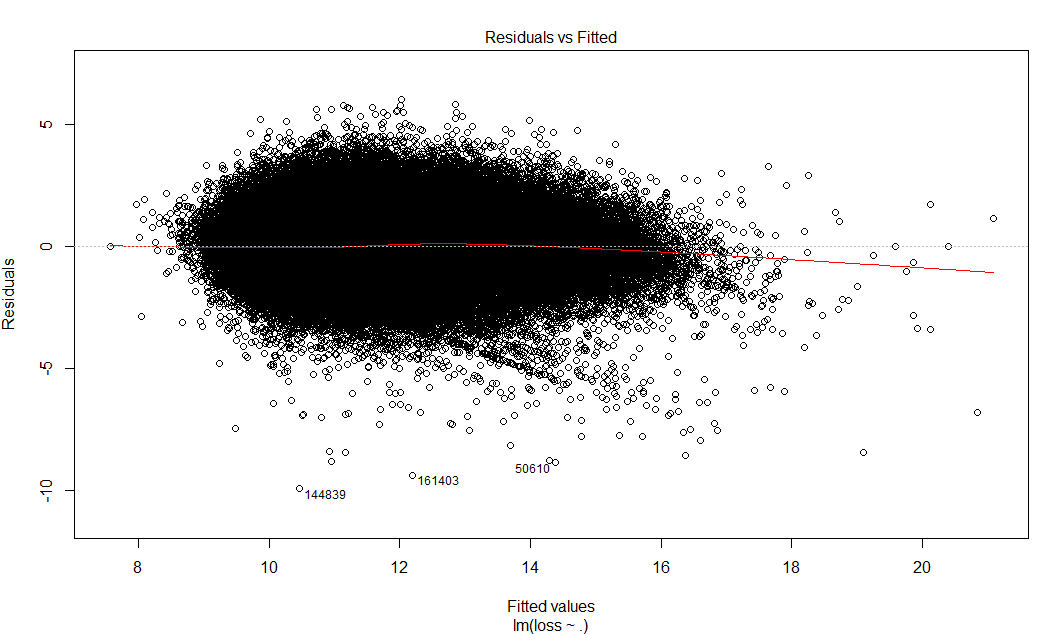 Residuals vs Fitted
Residuals
5
0
-5
-10
50610
161403
144839
8 10 12 14 16 18 20
Fitted values
lm(loss ~ .)